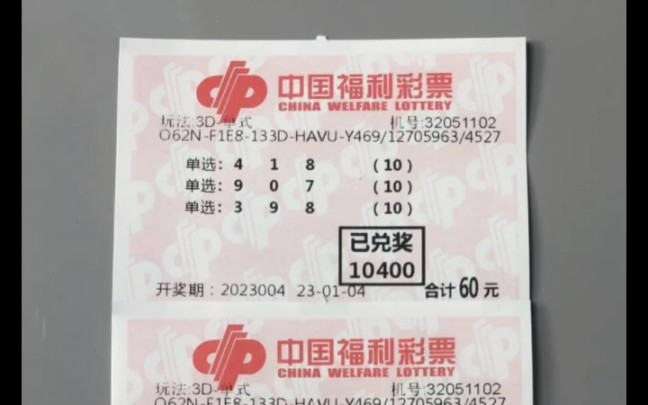 中国福利彩票
CHINA WELFARE LOTTERY
玩法:3D-单式 机号:32051102
O62N-F1E8-133D-HAVU-Y469/12705963/4527
单选:4 1 8 (10)
单选:9 0 7 (10)
单选:3 9 8 (10)
已兑奖
10400
开奖期:2023004 23-01-04 合计60元
中国福利彩票
CHINA WELFARE LOTTERY
玩法:3D-单式 机号:32051102
O62N-F1E8-133D-HAVU-Y469/12705963/4527